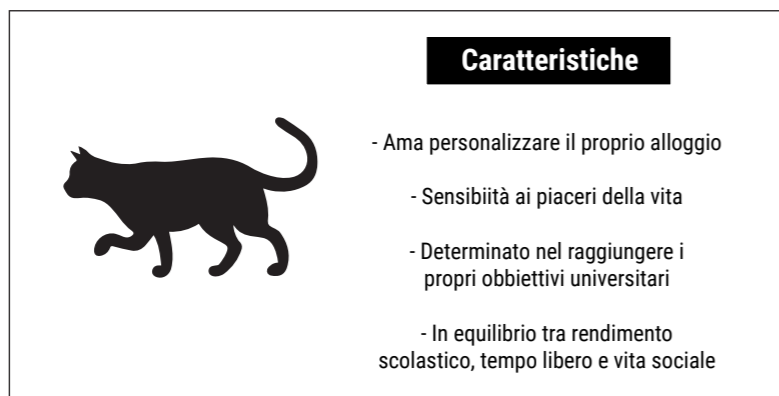 Caratteristiche
- Ama personalizzare il proprio alloggio
- Sensibiità ai piaceri della vita
- Determinato nel raggiungere i
propri obbiettivi universitari
- In equilibrio tra rendimento
scolastico, tempo libero e vita sociale